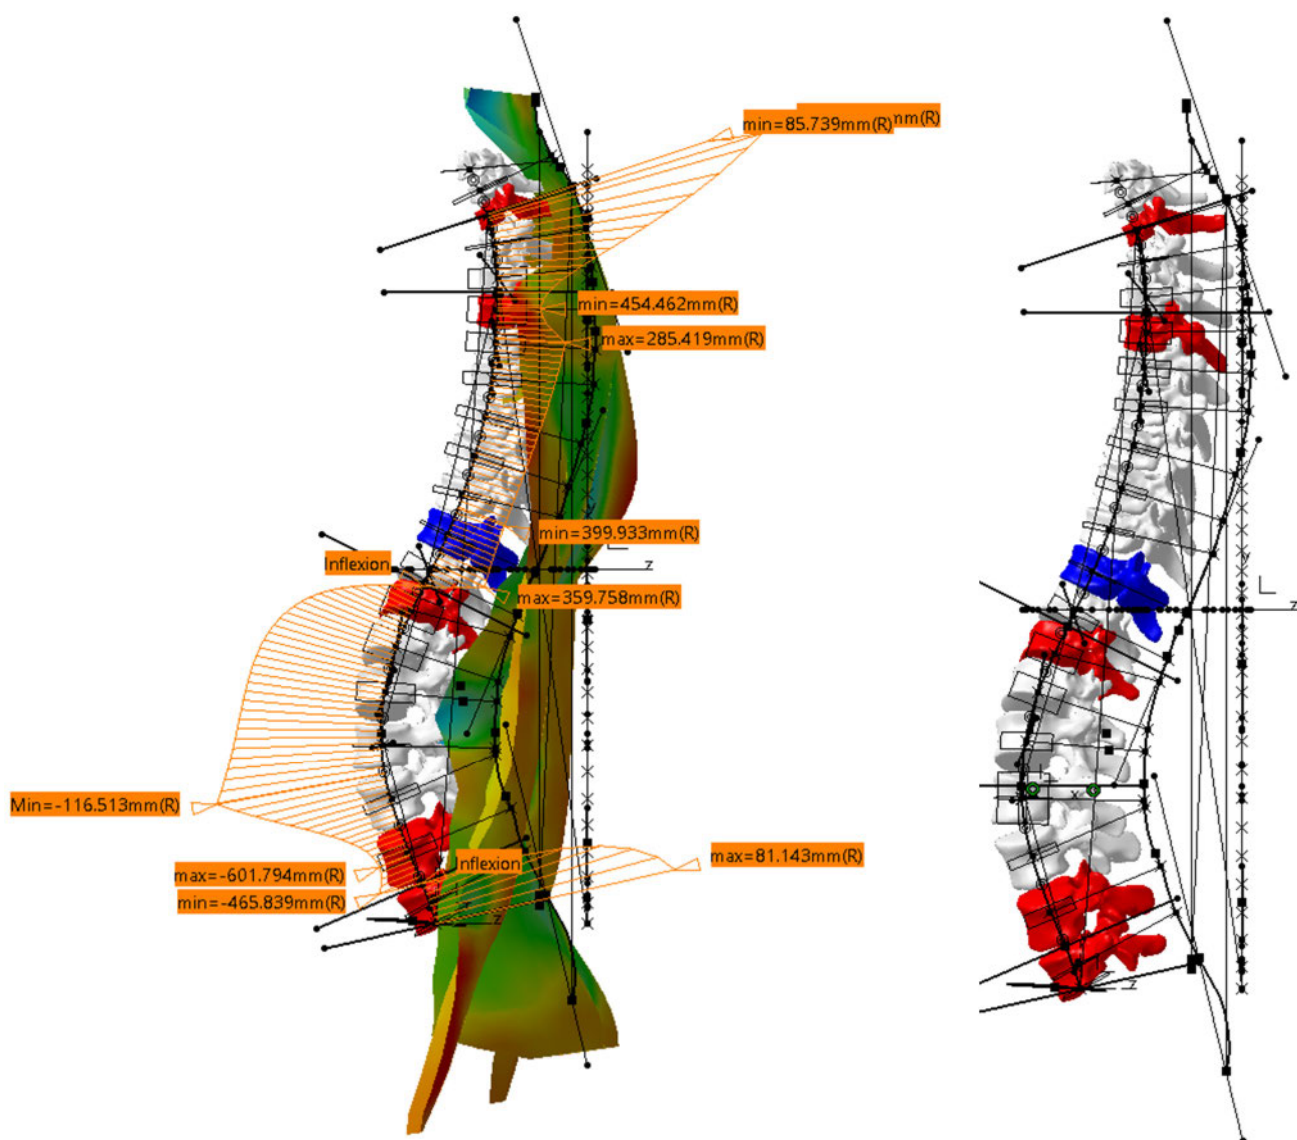 min=85.739mm(R)
nm(R)
min=454.462mm(R)
max=285.419mm(R)
min=399.933mm(R)
Inflexion
z
max=359.758mm(R)
z
Min=-116.513mm(R)
x
max=81.143mm(R)
Inflexion
max=-601.794mm(R)
min=-465.839mm(R)
z
z